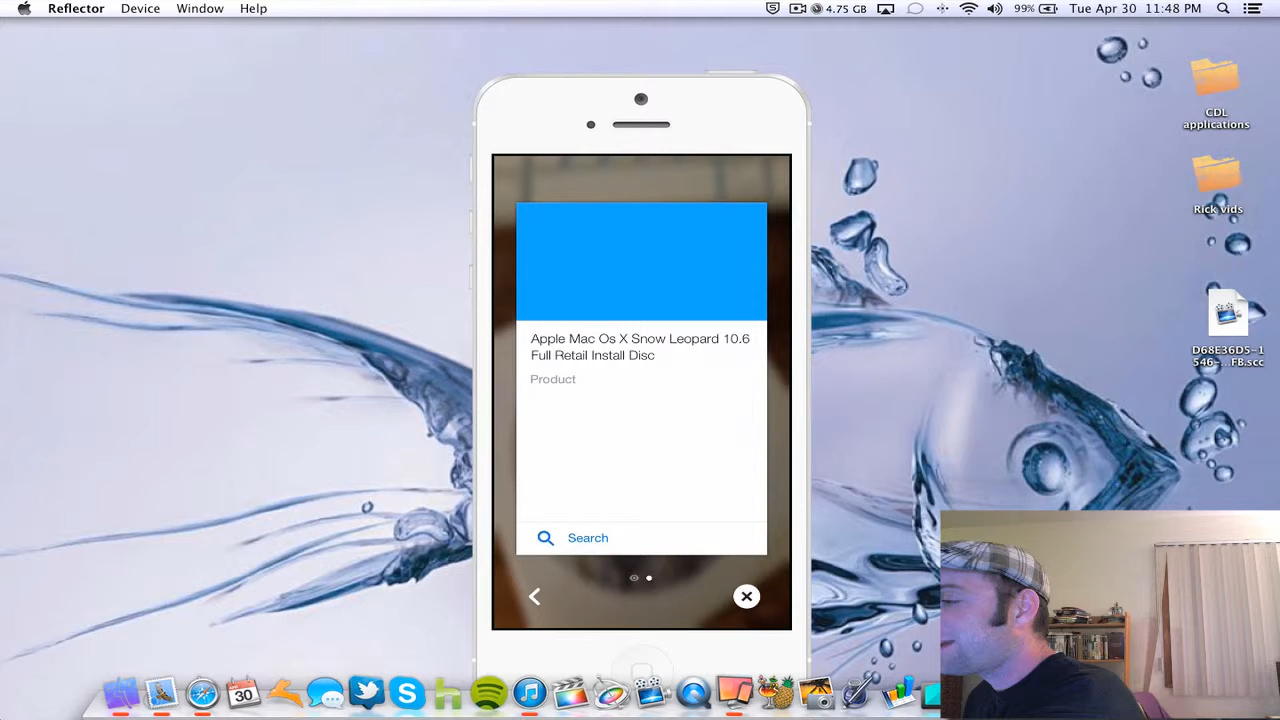 Reflector Device Window Help 4.75 GB 99% Tue Apr 30 11:48 PM
CDL
applications
Rick vids
D68E36D5-1
546-...FB.scc
Apple Mac Os X Snow Leopard 10.6
Full Retail Install Disc
Product
Search
30